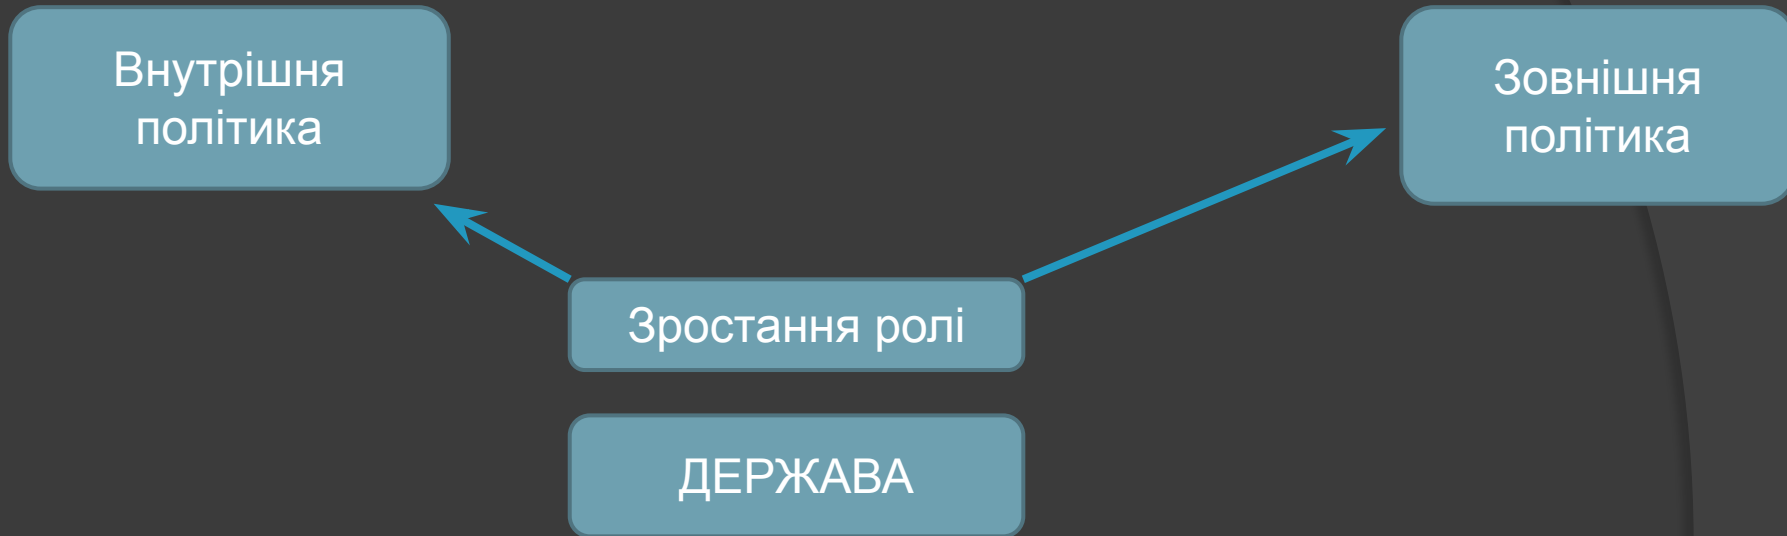 Внутрішня
політика
Зовнішня
політика
Зростання ролі
ДЕРЖАВА